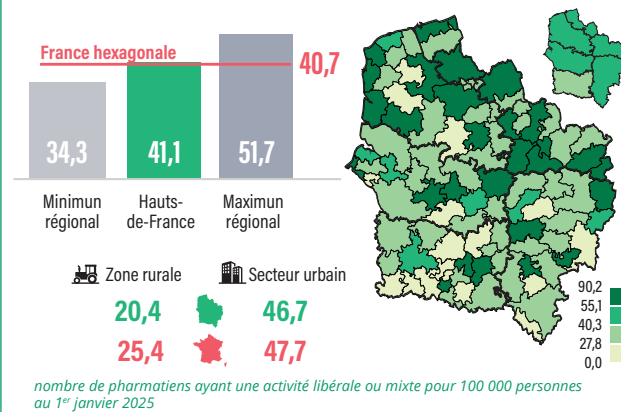 France hexagonale
40,7
34,3
41,1
51,7
Minimun
régional
Hauts-
de-France
Maximun
régional
Zone rurale
Secteur urbain
20,4
46,7
25,4
47,7
90,2
55,1
40,3
27,8
0,0
nombre de pharmatiens ayant une activité libérale ou mixte pour 100 000 personnes
au 1er janvier 2025